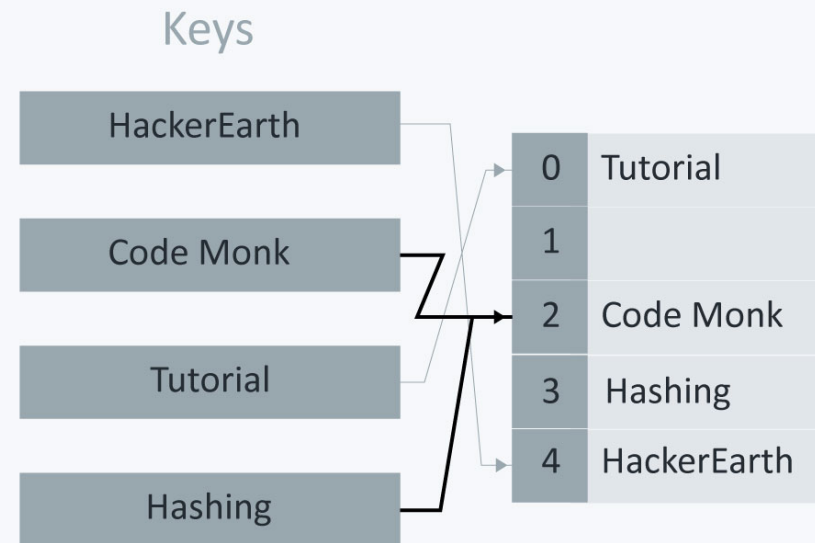 Keys
HackerEarth
Code Monk
Tutorial
Hashing
0 Tutorial
1
2 Code Monk
3 Hashing
4 HackerEarth